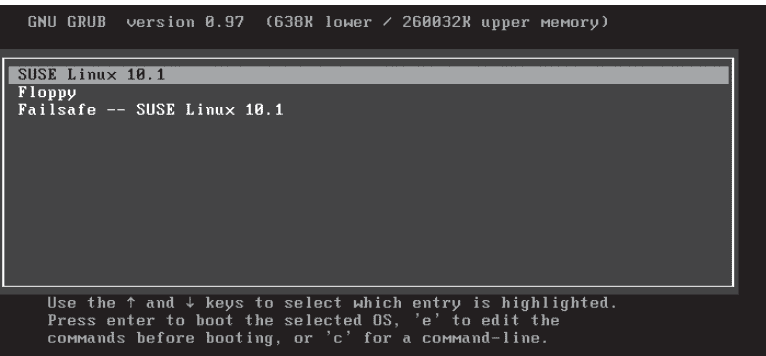 GNU GRUB  version 0.97  (638K lower / 260032K upper memory)
SUSE Linux 10.1
Floppy
Failsafe -- SUSE Linux 10.1
Use the ↑ and ↓ keys to select which entry is highlighted.
Press enter to boot the selected OS, 'e' to edit the
commands before booting, or 'c' for a command-line.